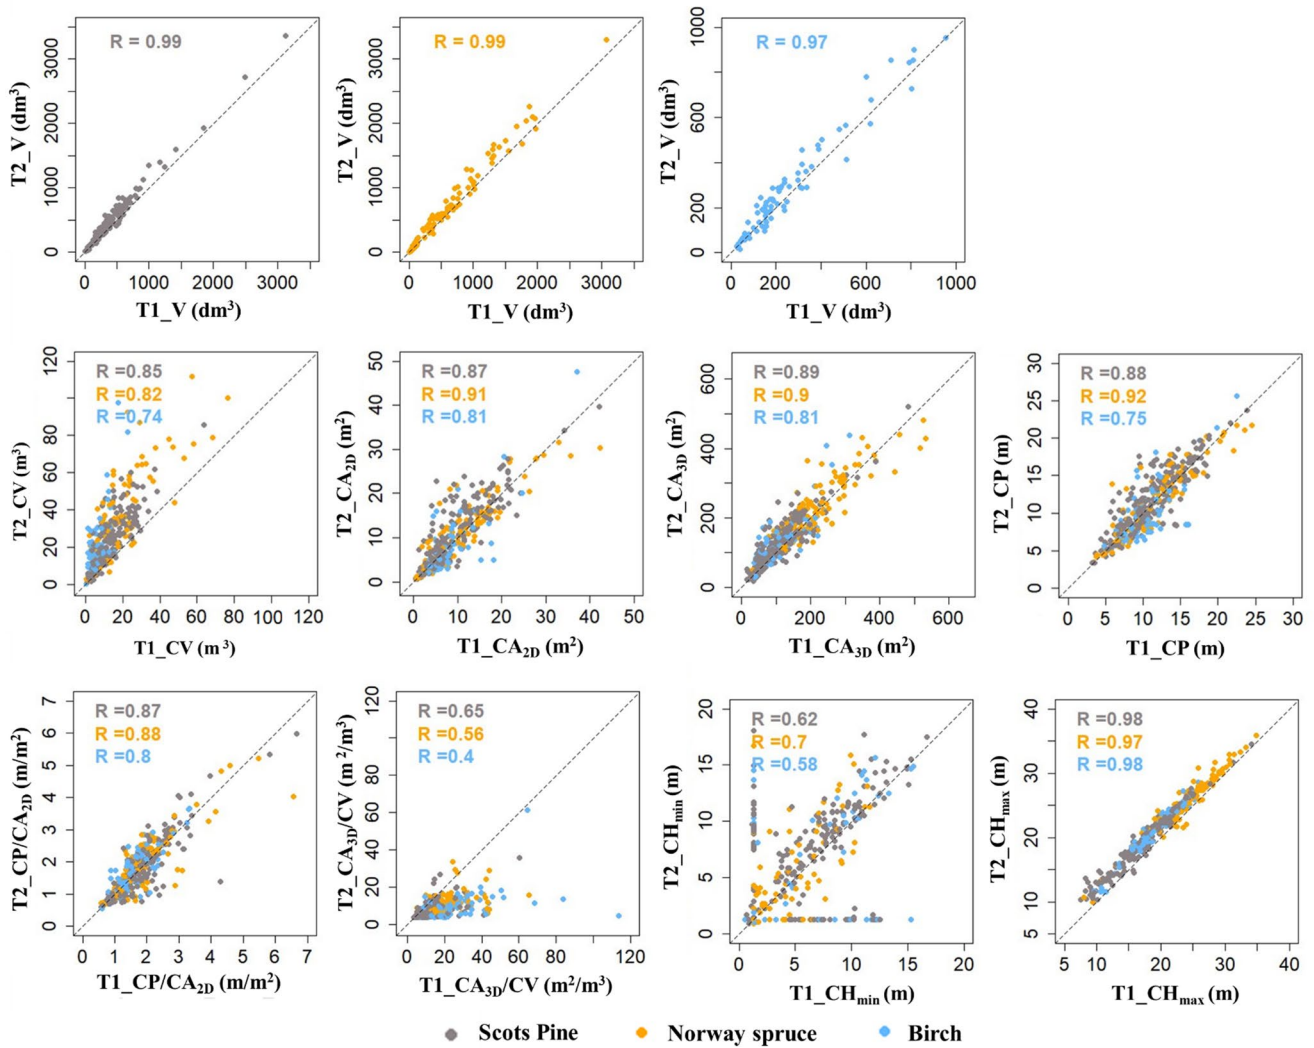 R = 0.99
T2_V (dm³)
0 1000 2000 3000
0 1000 2000 3000
T1_V (dm³)
R = 0.99
T2_V (dm³)
0 1000 2000 3000
0 1000 2000 3000
T1_V (dm³)
R = 0.97
T2_V (dm³)
0 200 600 1000
0 200 600 1000
T1_V (dm³)
R =0.85
R =0.82
R =0.74
T2_CV (m³)
0 20 40 60 80 120
0 20 40 60 80 100 120
T1_CV (m³)
R =0.87
R =0.91
R =0.81
T2_CA2D (m²)
0 10 20 30 40 50
0 10 20 30 40 50
T1_CA2D (m²)
R =0.89
R =0.9
R =0.81
T2_CA3D (m²)
0 100 200 400 600
0 200 400 600
T1_CA3D (m²)
R =0.88
R =0.92
R =0.75
T2_CP (m)
0 5 10 15 20 25 30
0 5 10 15 20 25 30
T1_CP (m)
R =0.87
R =0.88
R =0.8
T2_CP/CA2D (m/m²)
0 1 2 3 4 5 6 7
0 1 2 3 4 5 6 7
T1_CP/CA2D (m/m²)
R =0.65
R =0.56
R =0.4
T2_CA3D/CV (m²/m³)
0 20 40 60 80 120
0 20 40 60 80 120
T1_CA3D/CV (m²/m³)
R =0.62
R =0.7
R =0.58
T2_CHmin (m)
0 5 10 15 20
0 5 10 15 20
T1_CHmin (m)
R =0.98
R =0.97
R =0.98
T2_CHmax (m)
5 10 20 30 40
5 10 20 30 40
T1_CHmax (m)
Scots Pine Norway spruce Birch